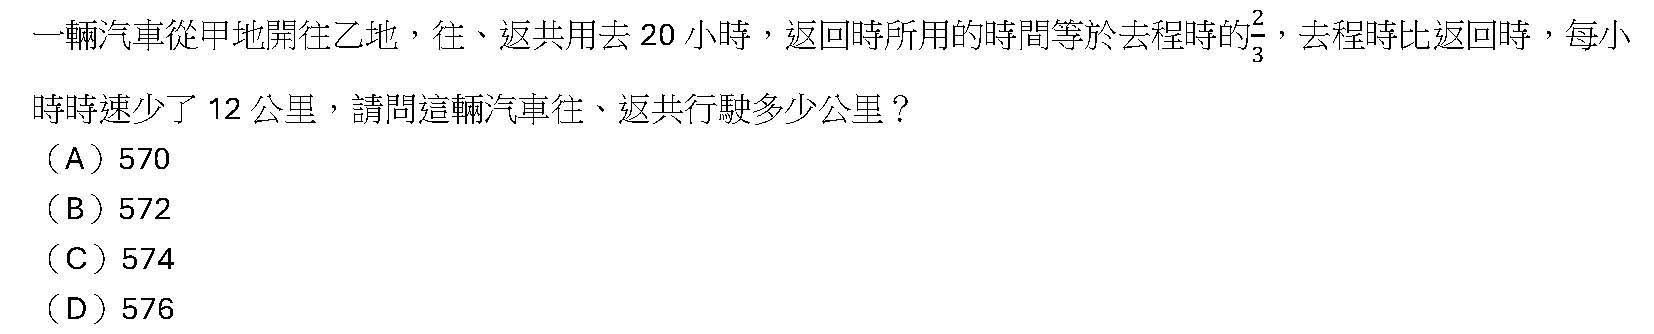 一輛汽車從甲地開往乙地，往、返共用去 20 小時，返回時所用的時間等於去程時的2/3，去程時比返回時，每小
時時速少了 12 公里，請問這輛汽車往、返共行駛多少公里？
（A）570
（B）572
（C）574
（D）576